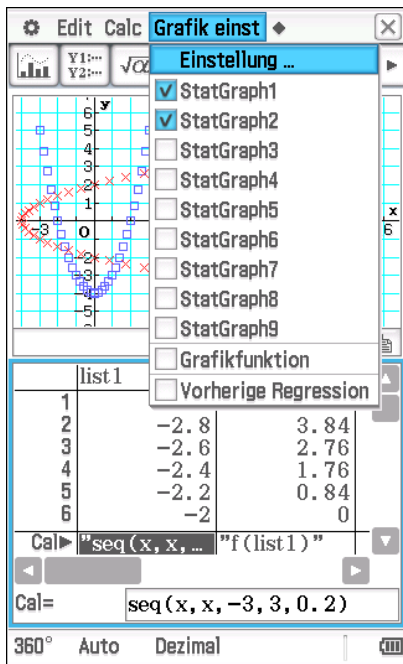 Edit Calc Grafik einst
Y1:…
Y2:…
√α
Einstellung ...
StatGraph1
StatGraph2
StatGraph3
StatGraph4
StatGraph5
StatGraph6
StatGraph7
StatGraph8
StatGraph9
Grafikfunktion
Vorherige Regression
y
6
5
4
3
2
1
-3
0
6
x
-2
-3
-5
list1
1
2 -2.8 3.84
3 -2.6 2.76
4 -2.4 1.76
5 -2.2 0.84
6 -2 0
Cal▶ "seq(x,x,… "f(list1)"
Cal= seq(x,x,-3,3,0.2)
360° Auto Dezimal